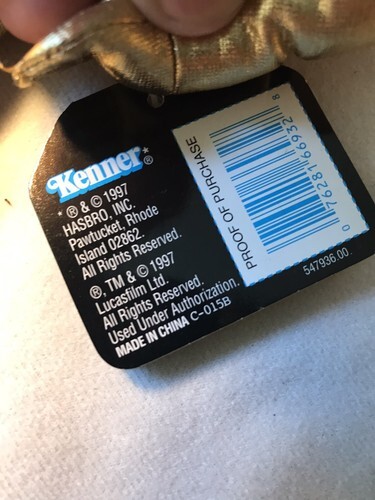 Kenner®
* ® & © 1997
HASBRO, INC.
Pawtucket, Rhode
Island 02862.
All Rights Reserved.
®, TM & © 1997
Lucasfilm Ltd.
All Rights Reserved.
Used Under Authorization.
MADE IN CHINA C-015B
PROOF OF PURCHASE
0 76281 66932 8
547936.00